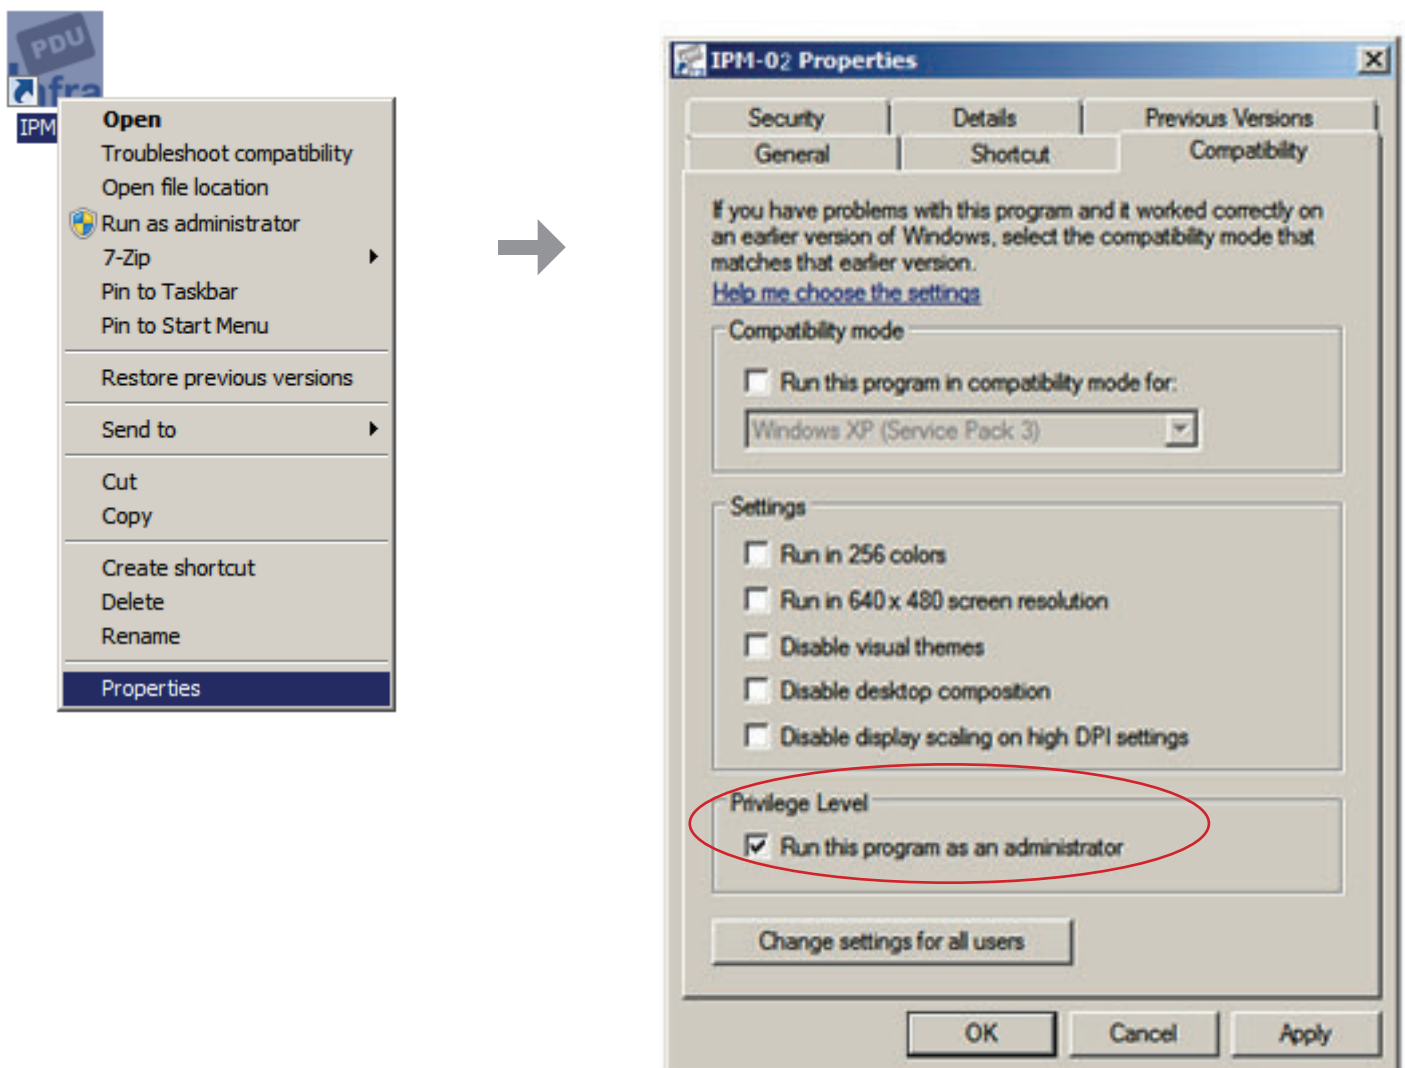 PDU
Infra
IPM
Open
Troubleshoot compatibility
Open file location
Run as administrator
7-Zip
Pin to Taskbar
Pin to Start Menu
Restore previous versions
Send to
Cut
Copy
Create shortcut
Delete
Rename
Properties
IPM-02 Properties
Security Details Previous Versions
General Shortcut Compatibility
If you have problems with this program and it worked correctly on
an earlier version of Windows, select the compatibility mode that
matches that earlier version.
Help me choose the settings
Compatibility mode
Run this program in compatibility mode for:
Windows XP (Service Pack 3)
Settings
Run in 256 colors
Run in 640 x 480 screen resolution
Disable visual themes
Disable desktop composition
Disable display scaling on high DPI settings
Privilege Level
Run this program as an administrator
Change settings for all users
OK Cancel Apply